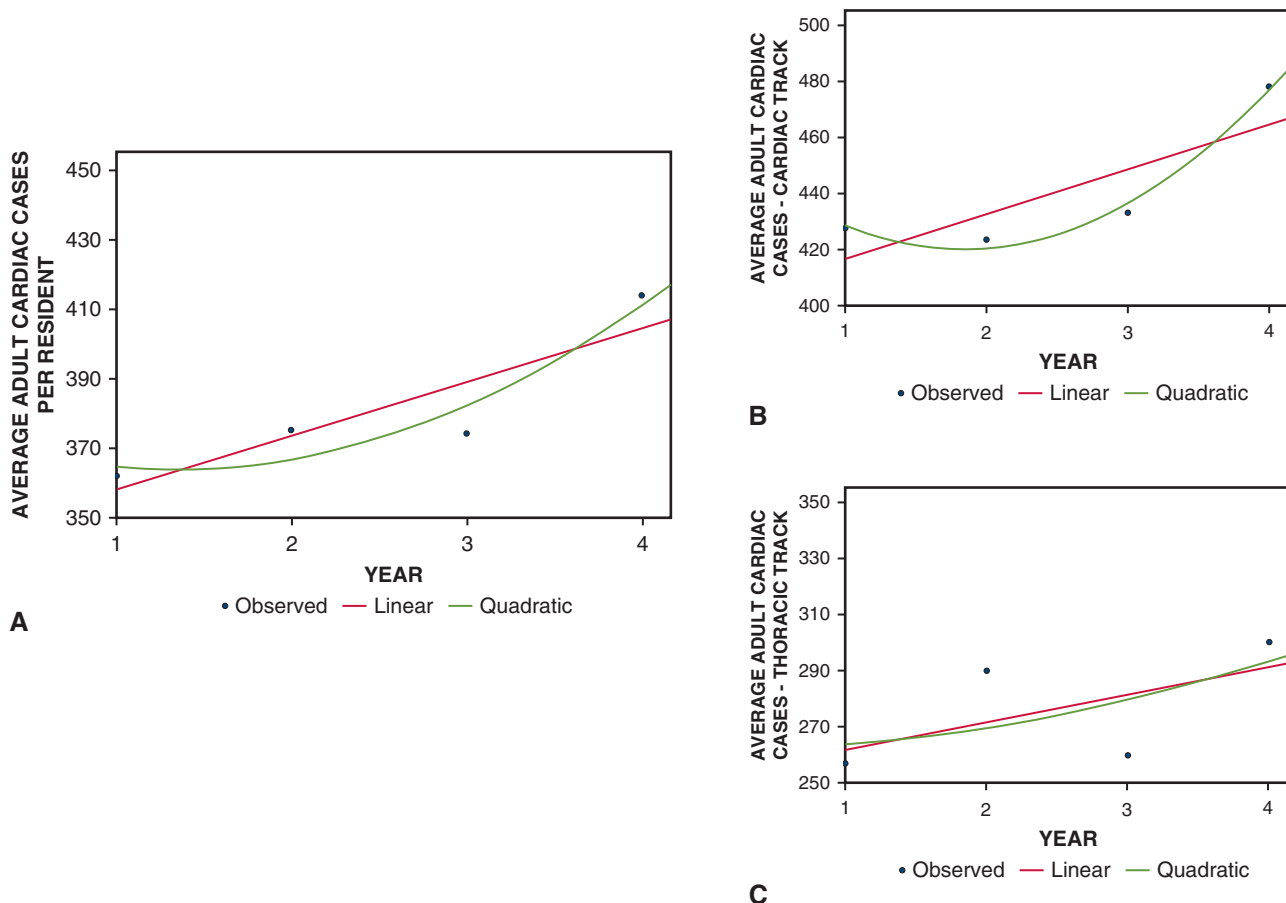 AVERAGE ADULT CARDIAC CASES
PER RESIDENT
450
430
410
390
370
350
1 2 3 4
YEAR
Observed Linear Quadratic
A
AVERAGE ADULT CARDIAC
CASES - CARDIAC TRACK
500
480
460
440
420
400
1 2 3 4
YEAR
Observed Linear Quadratic
B
AVERAGE ADULT CARDIAC
CASES - THORACIC TRACK
350
330
310
290
270
250
1 2 3 4
YEAR
Observed Linear Quadratic
C